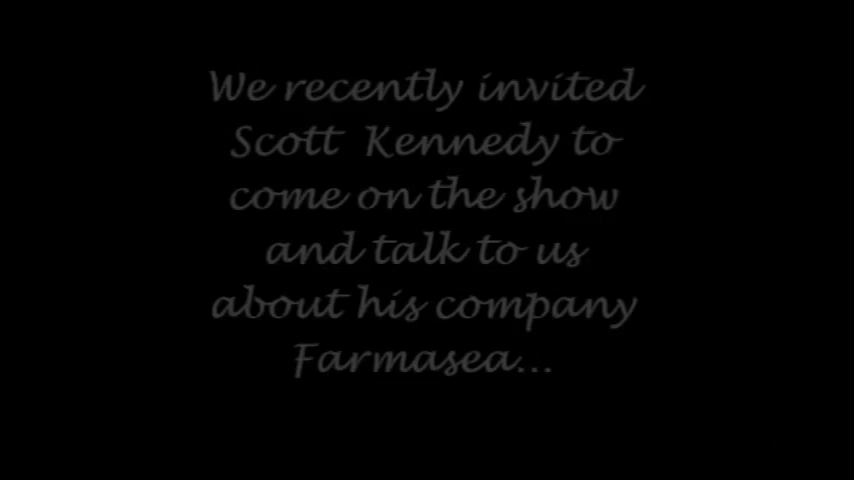 We recently invited
Scott Kennedy to
come on the show
and talk to us
about his company
Farmasea...